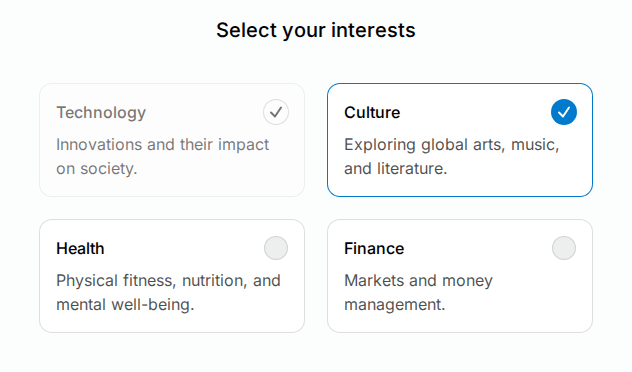 Select your interests
Technology
Innovations and their impact
on society.
Culture
Exploring global arts, music,
and literature.
Health
Physical fitness, nutrition, and
mental well-being.
Finance
Markets and money
management.